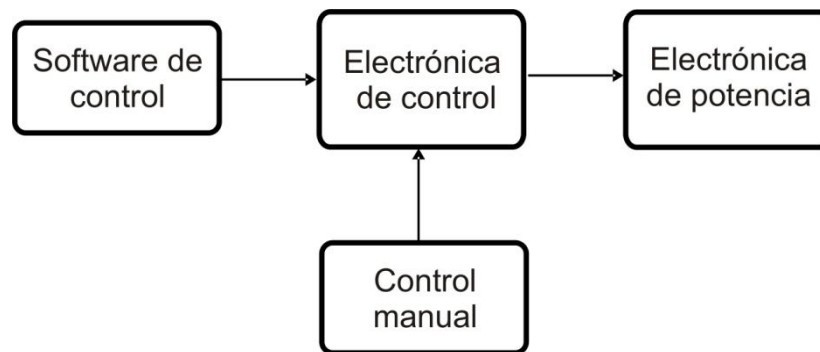 Software de
control
Electrónica
de control
Electrónica
de potencia
Control
manual